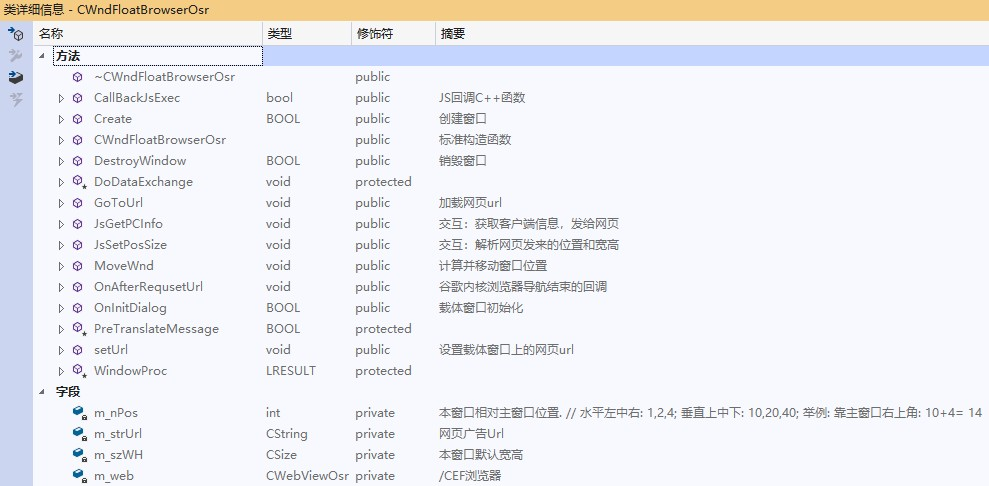 类详细信息 - CWndFloatBrowserOsr
名称 类型 修饰符 摘要
方法
~CWndFloatBrowserOsr public
CallBackJsExec bool public JS回调C++函数
Create BOOL public 创建窗口
CWndFloatBrowserOsr public 标准构造函数
DestroyWindow BOOL public 销毁窗口
DoDataExchange void protected
GoToUrl void public 加载网页url
JsGetPCInfo void public 交互：获取客户端信息，发给网页
JsSetPosSize void public 交互：解析网页发来的位置和宽高
MoveWnd void public 计算并移动窗口位置
OnAfterRequsetUrl void public 谷歌内核浏览器导航结束的回调
OnInitDialog BOOL public 载体窗口初始化
PreTranslateMessage BOOL protected
setUrl void public 设置载体窗口上的网页url
WindowProc LRESULT protected
字段
m_nPos int private 本窗口相对主窗口位置. // 水平左中右: 1,2,4; 垂直上中下: 10,20,40; 举例: 靠主窗口右上角: 10+4= 14
m_strUrl CString private 网页广告Url
m_szWH CSize private 本窗口默认宽高
m_web CWebViewOsr private /CEF浏览器